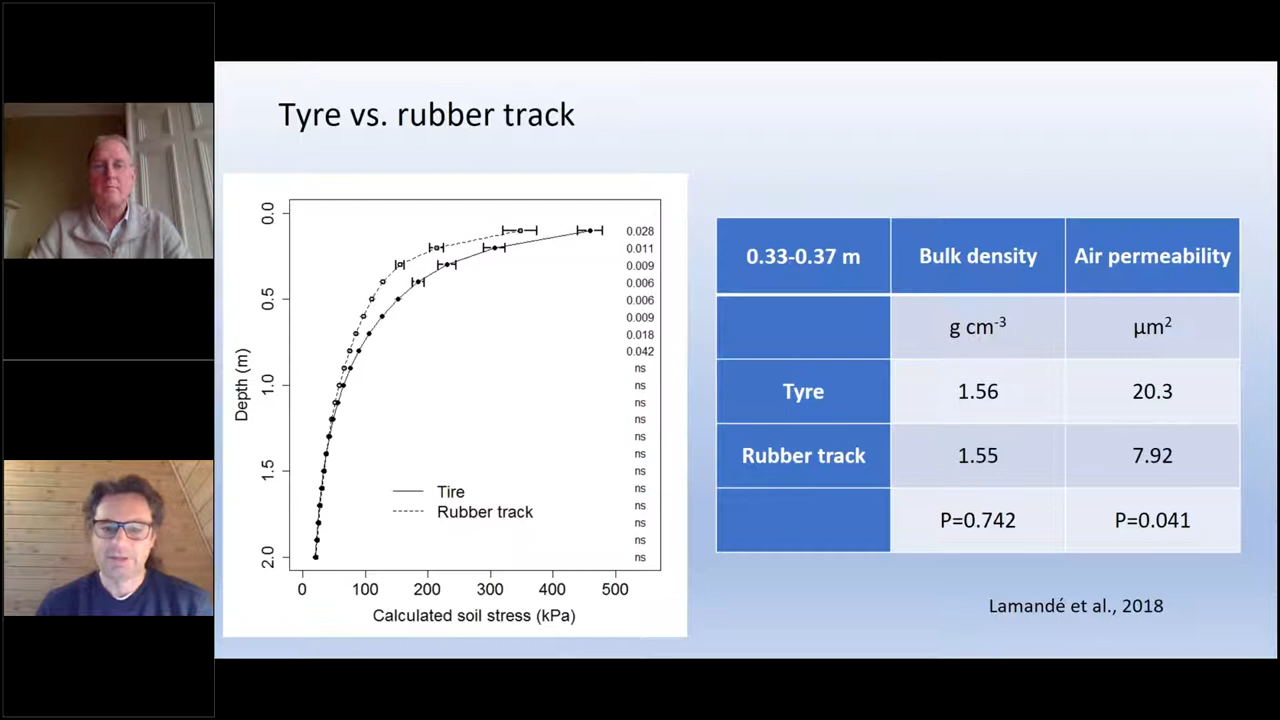 Tyre vs. rubber track
0.0
0.5
1.0
1.5
2.0
Depth (m)
0.028
0.011
0.009
0.006
0.006
0.009
0.018
0.042
ns
ns
ns
ns
ns
ns
ns
ns
ns
ns
ns
ns
Tire
Rubber track
0 100 200 300 400 500
Calculated soil stress (kPa)
0.33-0.37 m Bulk density Air permeability
g cm⁻³ µm²
Tyre 1.56 20.3
Rubber track 1.55 7.92
P=0.742 P=0.041
Lamandé et al., 2018